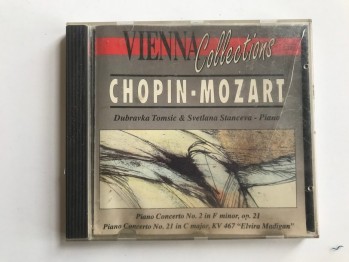 VIENNA Collections
CHOPIN · MOZART
Dubravka Tomsic & Svetlana Stanceva - Piano
Piano Concerto No. 2 in F minor, op. 21
Piano Concerto No. 21 in C major, KV 467 "Elvira Madigan"